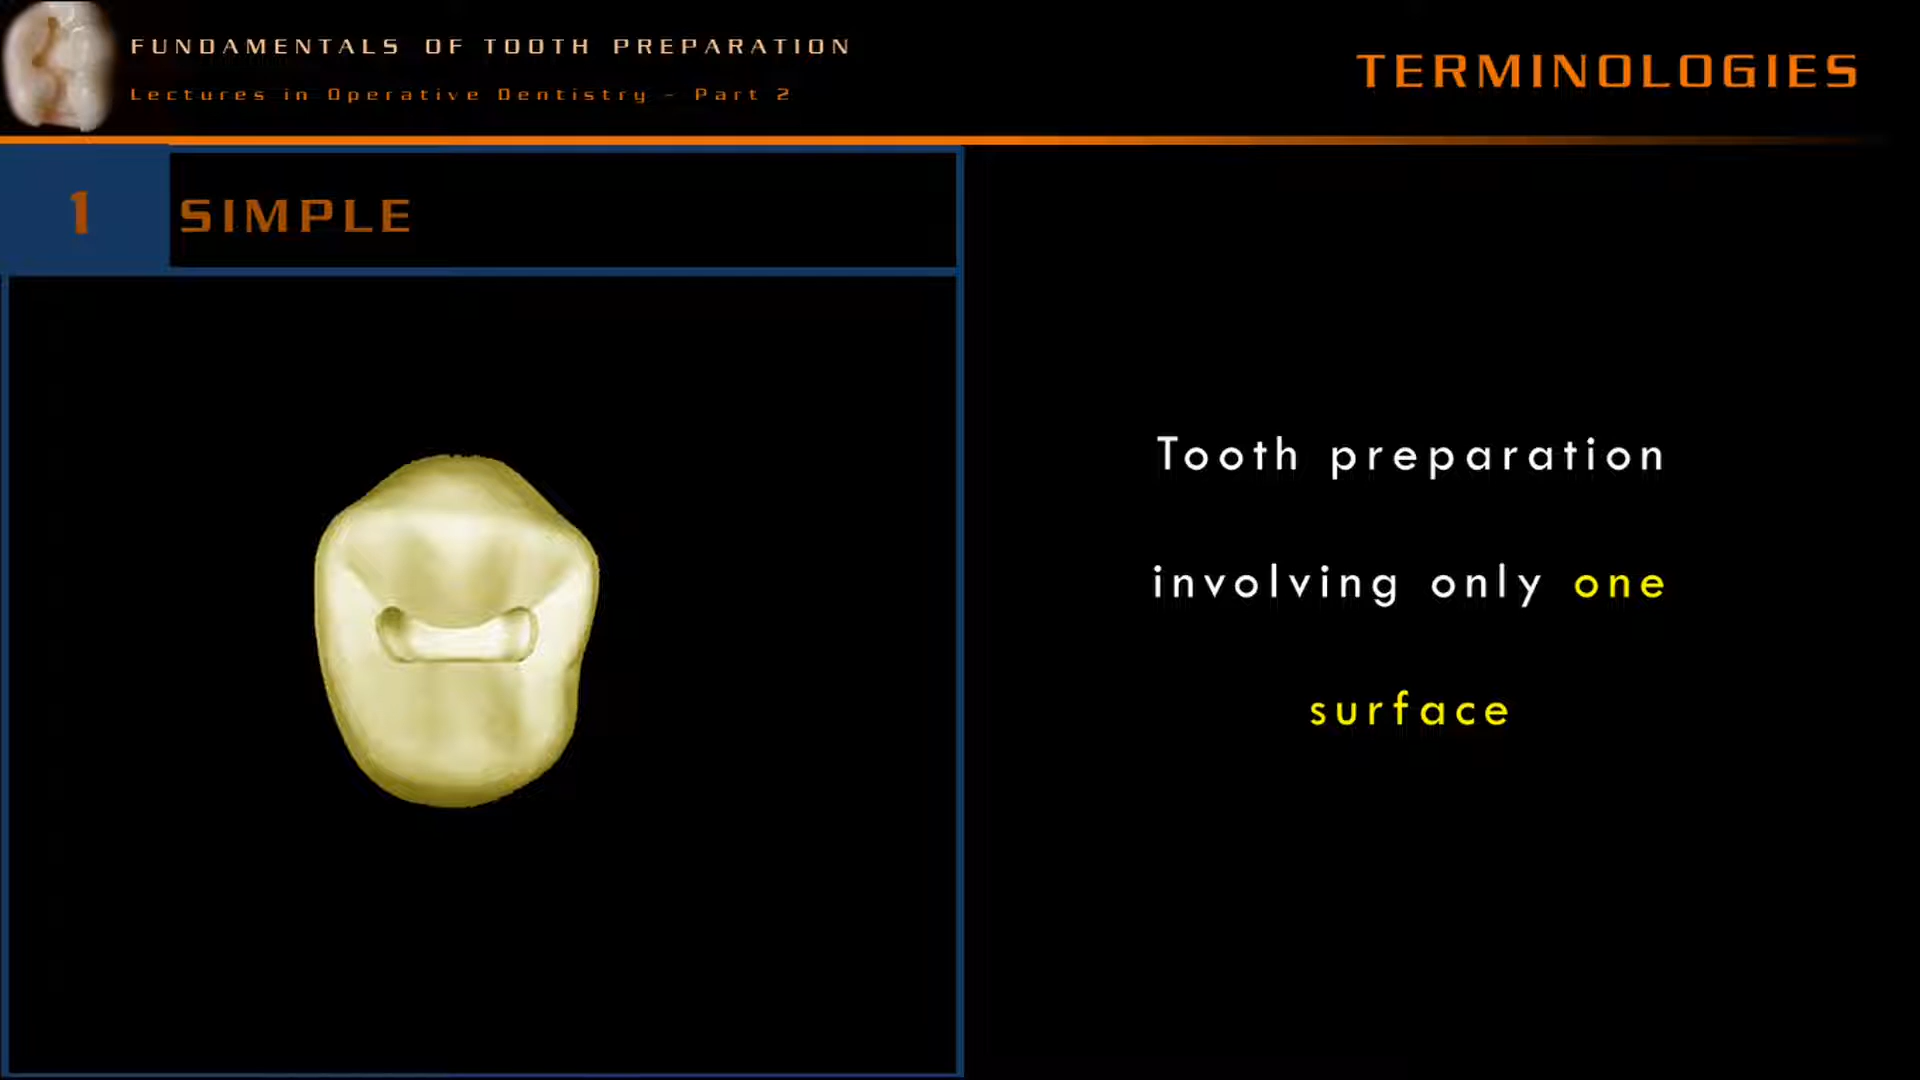 FUNDAMENTALS OF TOOTH PREPARATION
Lectures in Operative Dentistry - Part 2
TERMINOLOGIES
1 SIMPLE
Tooth preparation
involving only one
surface